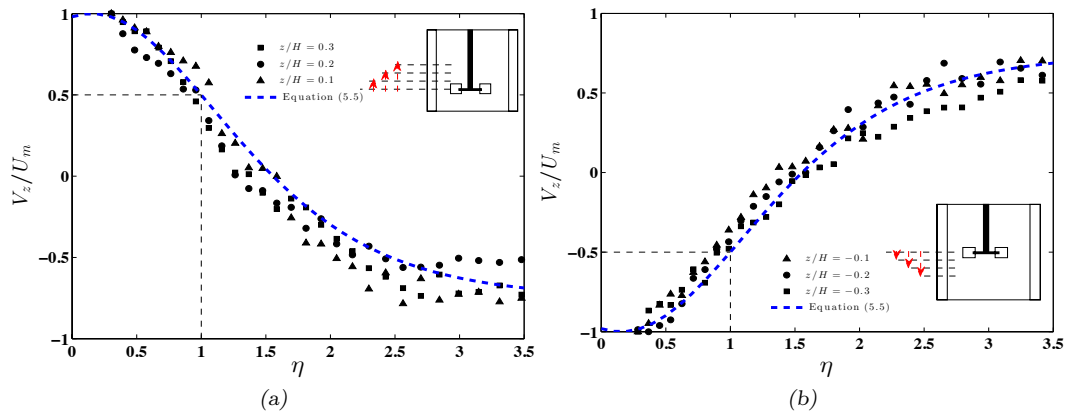 1
0.5
0
−0.5
−1
0
0.5
1
1.5
2
2.5
3
3.5
V_z/U_m
η
z/H = 0.3
z/H = 0.2
z/H = 0.1
Equation (5.5)
(a)
1
0.5
0
−0.5
−1
0
0.5
1
1.5
2
2.5
3
3.5
V_z/U_m
η
z/H = −0.1
z/H = −0.2
z/H = −0.3
Equation (5.5)
(b)